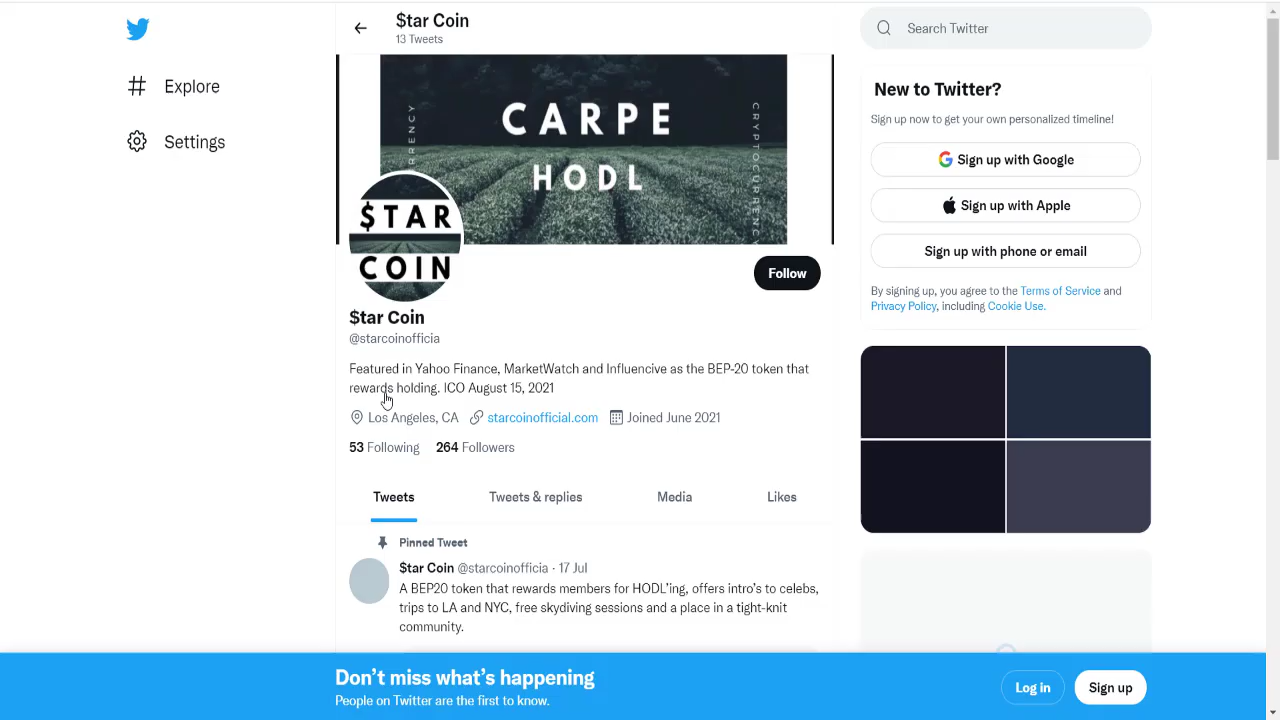 $tar Coin
13 Tweets
Explore
Settings
CARPE
HODL
RRENCY
CRYPTOCURRENCY
$TAR
COIN
Follow
$tar Coin
@starcoinofficia
Featured in Yahoo Finance, MarketWatch and Influencive as the BEP-20 token that
rewards holding. ICO August 15, 2021
Los Angeles, CA starcoinofficial.com Joined June 2021
53 Following 264 Followers
Tweets Tweets & replies Media Likes
Pinned Tweet
$tar Coin @starcoinofficia · 17 Jul
A BEP20 token that rewards members for HODL'ing, offers intro's to celebs,
trips to LA and NYC, free skydiving sessions and a place in a tight-knit
community.
Search Twitter
New to Twitter?
Sign up now to get your own personalized timeline!
Sign up with Google
Sign up with Apple
Sign up with phone or email
By signing up, you agree to the Terms of Service and
Privacy Policy, including Cookie Use.
Don't miss what's happening
People on Twitter are the first to know.
Log in
Sign up